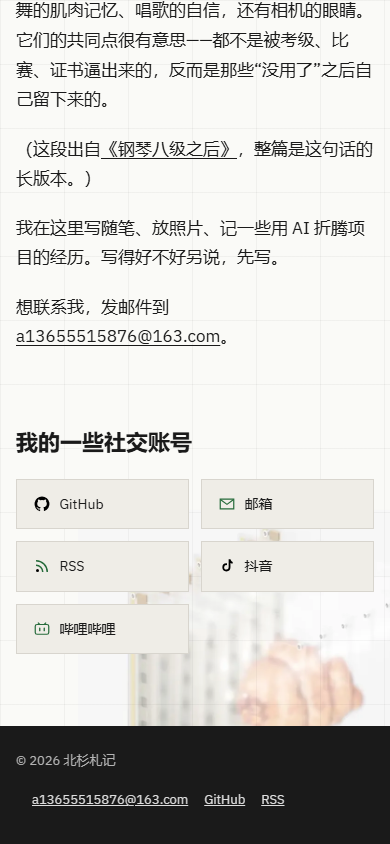 舞的肌肉记忆、唱歌的自信，还有相机的眼睛。
它们的共同点很有意思——都不是被考级、比
赛、证书逼出来的，反而是那些“没用了”之后自
己留下来的。
（这段出自《钢琴八级之后》，整篇是这句话的
长版本。）
我在这里写随笔、放照片、记一些用 AI 折腾项
目的经历。写得好不好另说，先写。
想联系我，发邮件到
a13655515876@163.com。
我的一些社交账号
GitHub
邮箱
RSS
抖音
哔哩哔哩
© 2026 北杉札记
a13655515876@163.com GitHub RSS